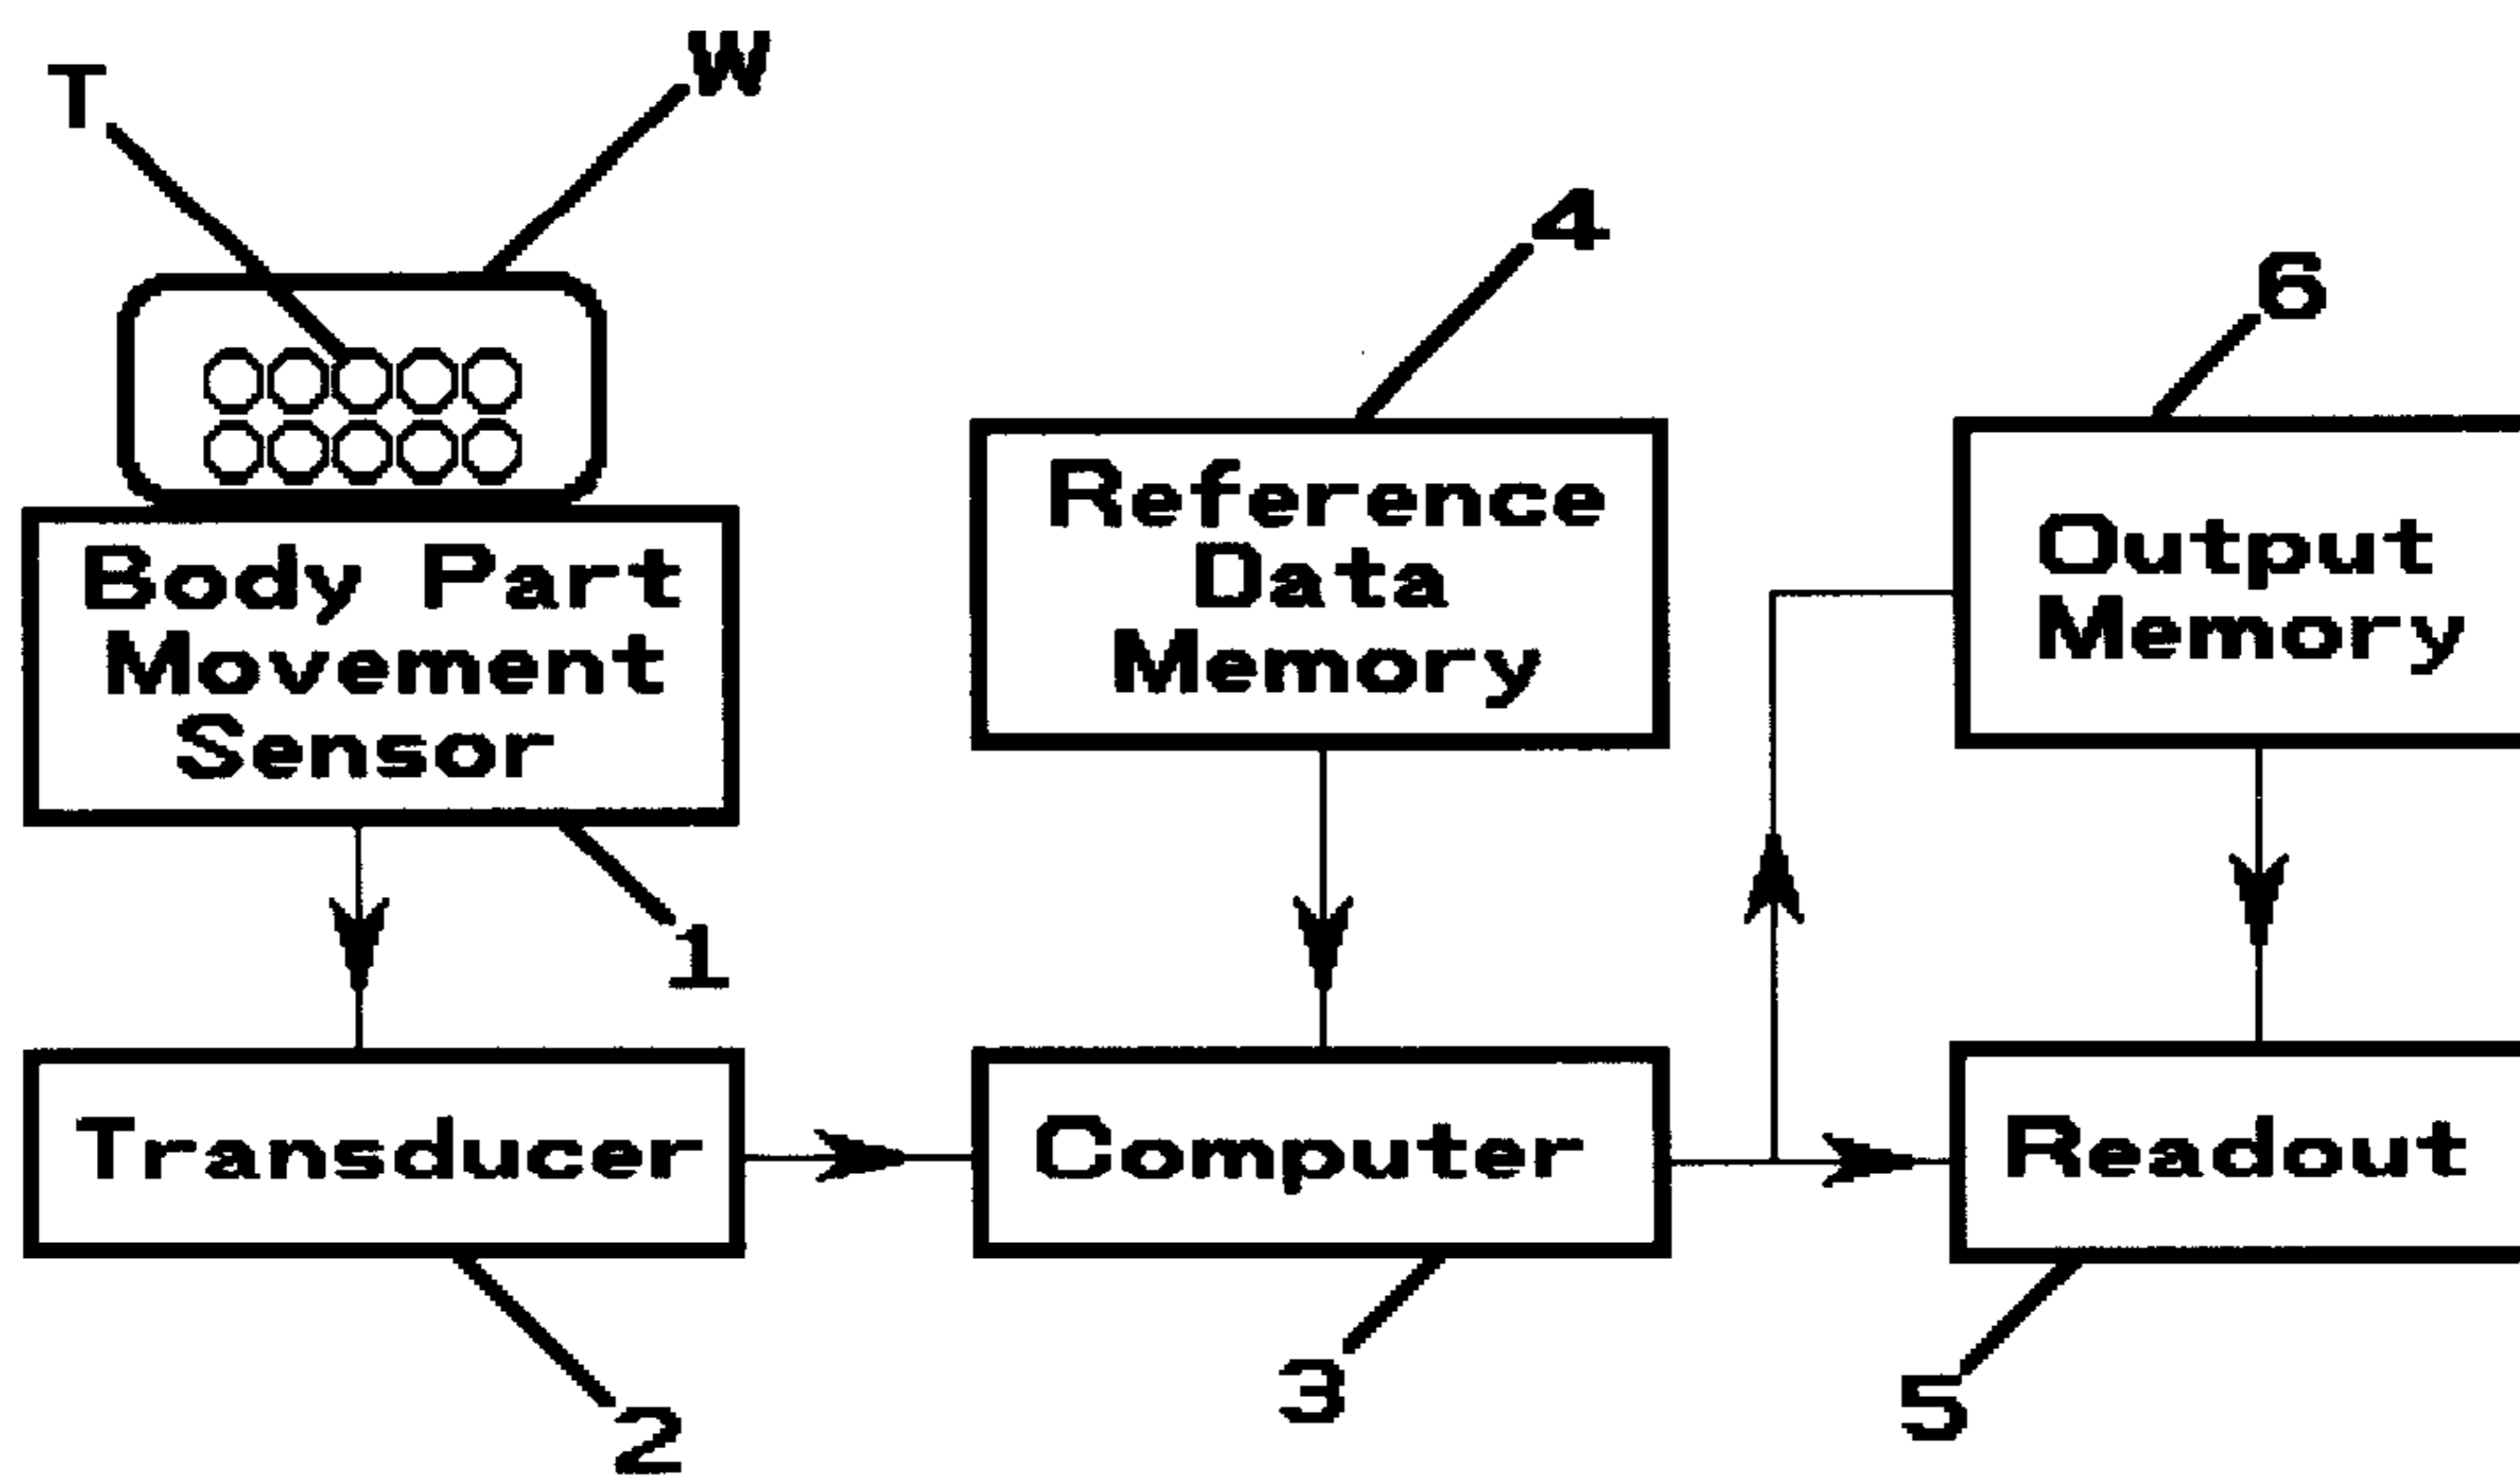 T
W
4
6
Body Part
Movement
Sensor
Reference
Data
Memory
Output
Memory
1
Transducer
Computer
Readout
2
3
5